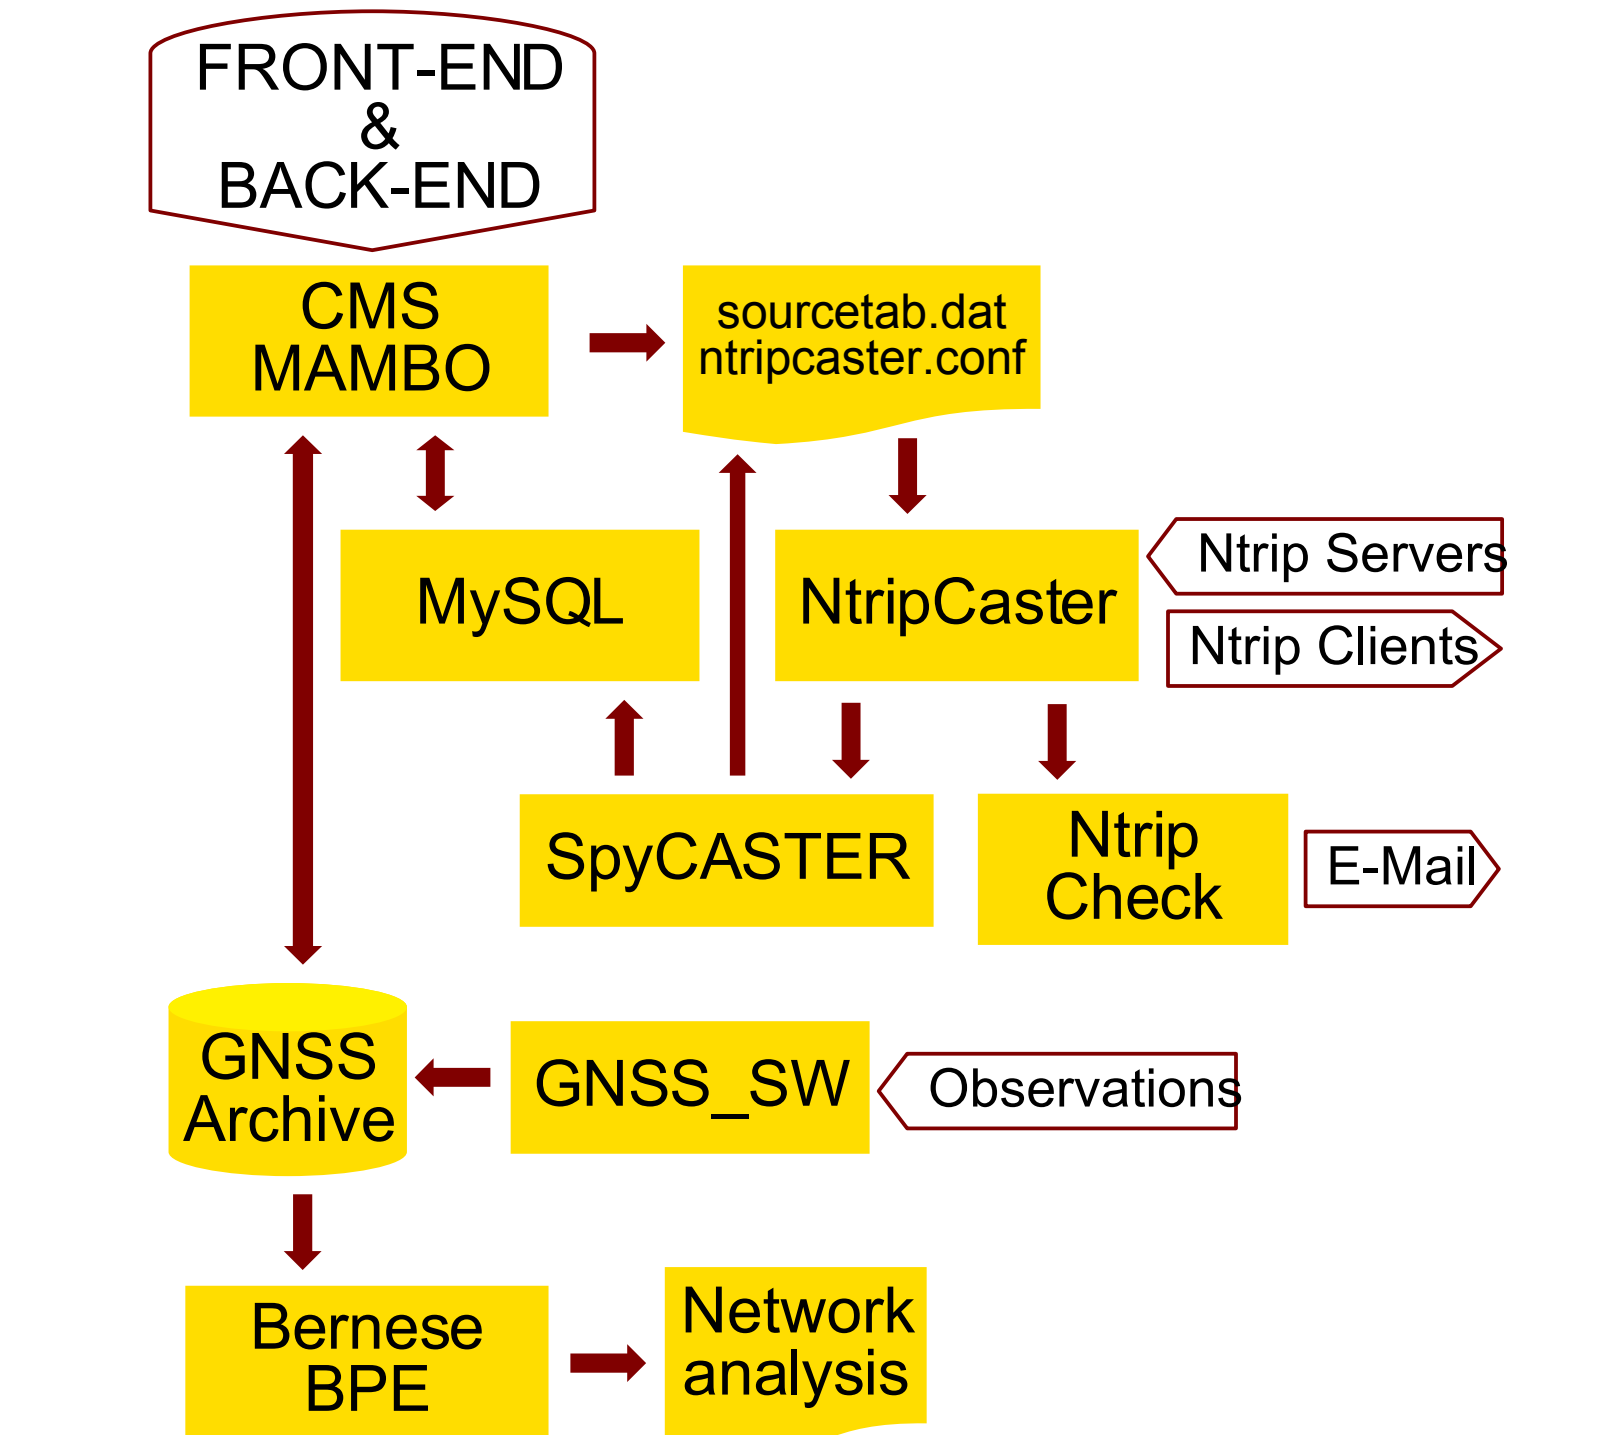 FRONT-END
&
BACK-END
CMS
MAMBO
sourcetab.dat
ntripcaster.conf
MySQL
NtripCaster
Ntrip Servers
Ntrip Clients
SpyCASTER
Ntrip
Check
E-Mail
GNSS
Archive
GNSS_SW
Observations
Bernese
BPE
Network
analysis